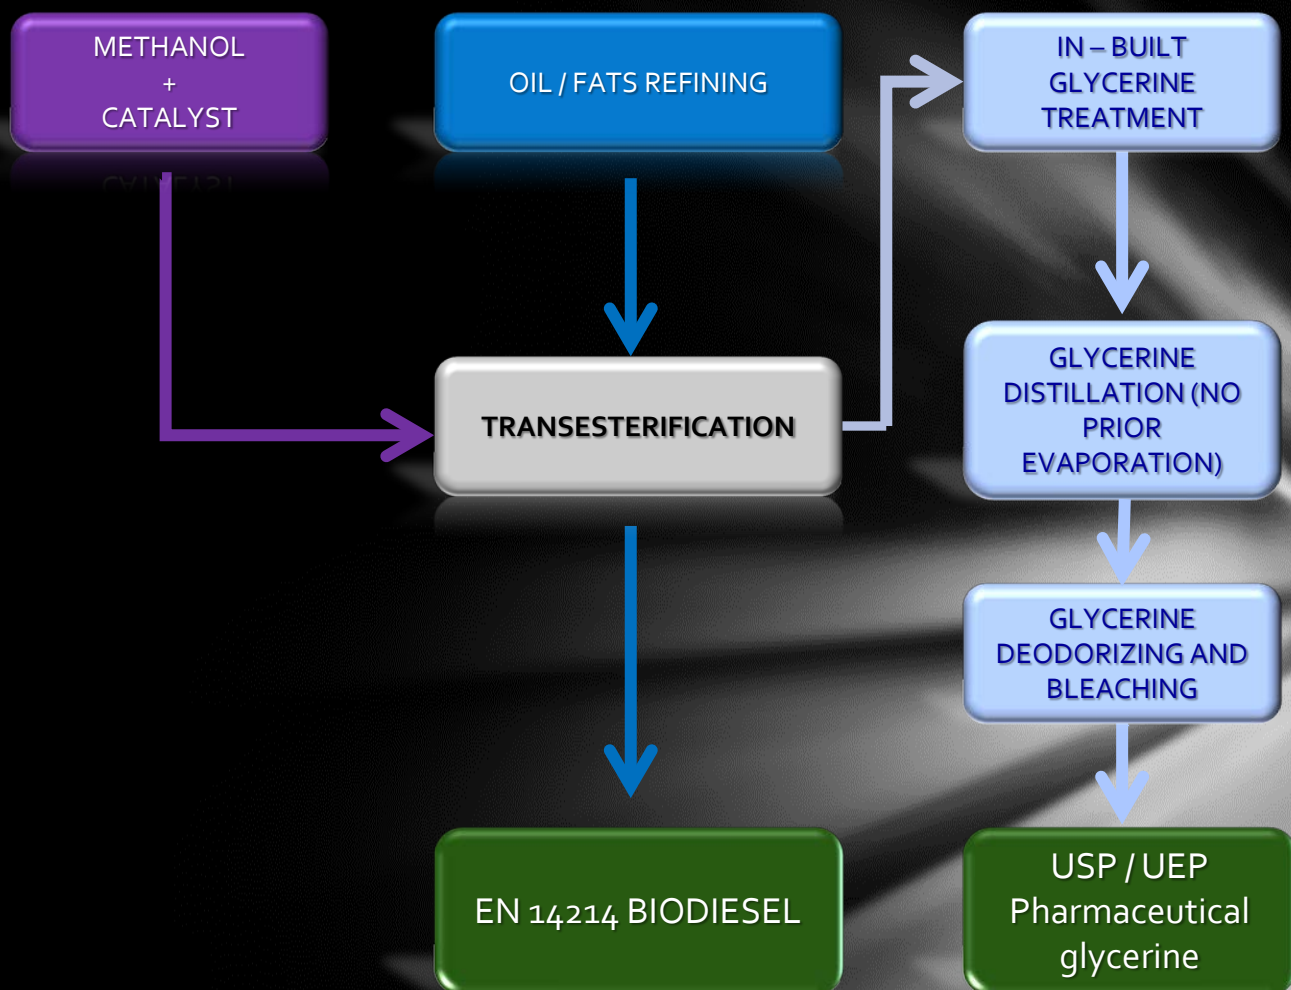 METHANOL
+
CATALYST
OIL / FATS REFINING
IN – BUILT
GLYCERINE
TREATMENT
TRANSESTERIFICATION
GLYCERINE
DISTILLATION (NO
PRIOR
EVAPORATION)
GLYCERINE
DEODORIZING AND
BLEACHING
EN 14214 BIODIESEL
USP / UEP
Pharmaceutical
glycerine